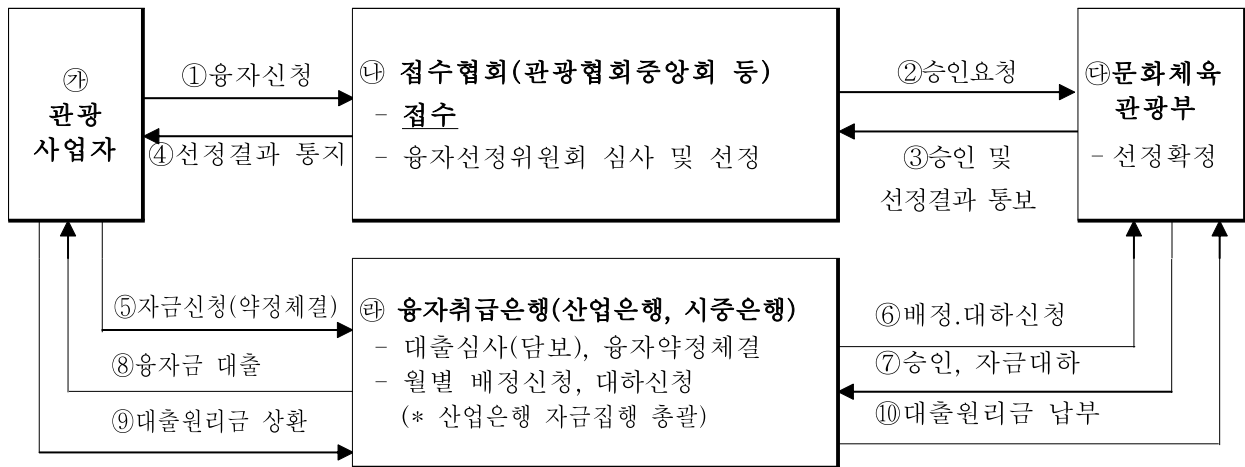 ㉮
관광
사업자
①융자신청
④선정결과 통지
㉯ 접수협회(관광협회중앙회 등)
- 접수
- 융자선정위원회 심사 및 선정
②승인요청
③승인 및
선정결과 통보
㉰문화체육
관광부
- 선정확정
⑤자금신청(약정체결)
⑧융자금 대출
⑨대출원리금 상환
㉱ 융자취급은행(산업은행, 시중은행)
- 대출심사(담보), 융자약정체결
- 월별 배정신청, 대하신청
(* 산업은행 자금집행 총괄)
⑥배정.대하신청
⑦승인, 자금대하
⑩대출원리금 납부